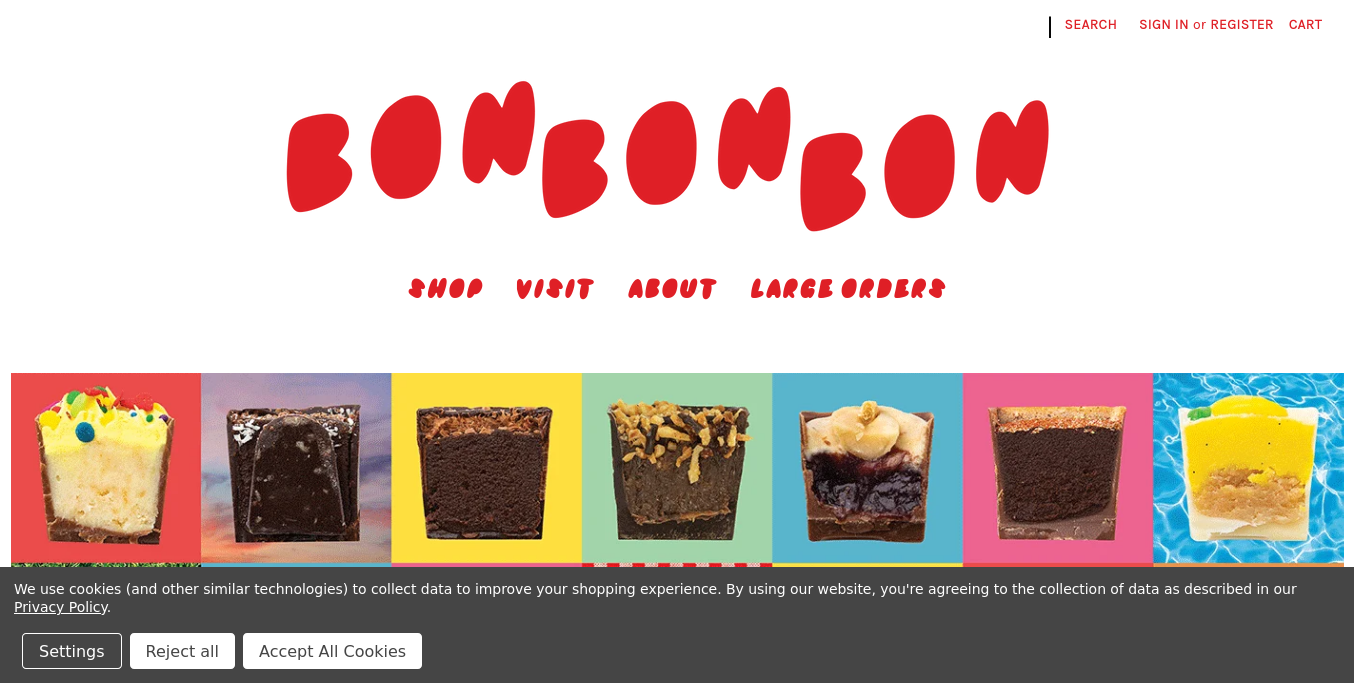 SEARCH SIGN IN or REGISTER CART
BONBONBON
SHOP VISIT ABOUT LARGE ORDERS
We use cookies (and other similar technologies) to collect data to improve your shopping experience. By using our website, you're agreeing to the collection of data as described in our
Privacy Policy.
Settings Reject all Accept All Cookies